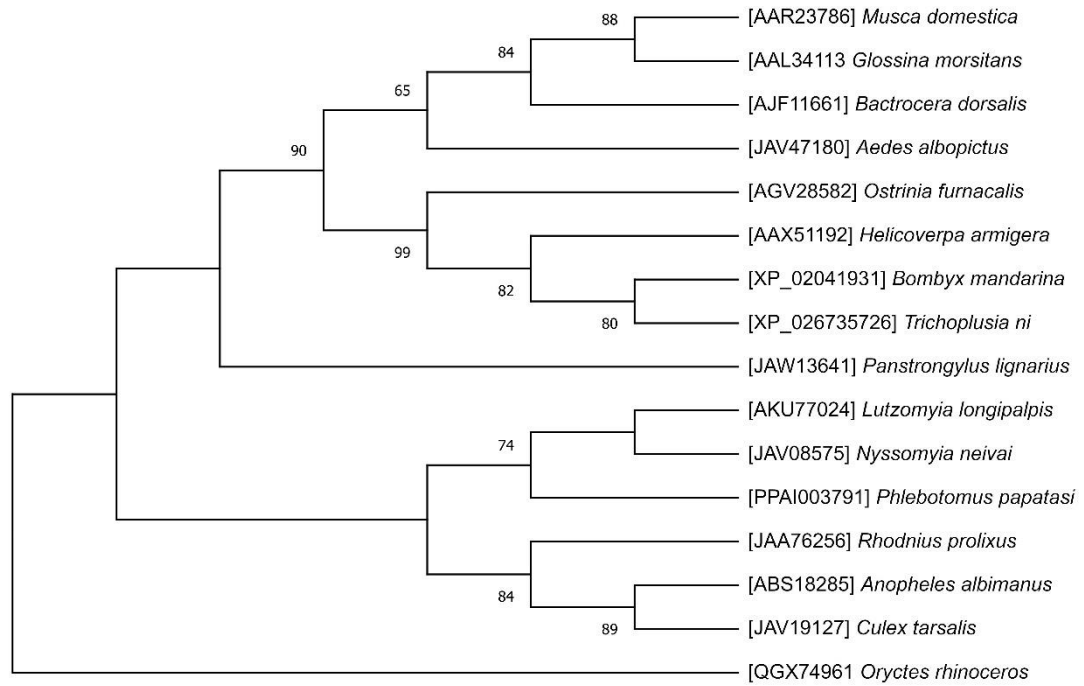 88
[AAR23786] Musca domestica
84
[AAL34113 Glossina morsitans
65
[AJF11661] Bactrocera dorsalis
90
[JAV47180] Aedes albopictus
[AGV28582] Ostrinia furnacalis
99
[AAX51192] Helicoverpa armigera
82
[XP_02041931] Bombyx mandarina
80
[XP_026735726] Trichoplusia ni
[JAW13641] Panstrongylus lignarius
[AKU77024] Lutzomyia longipalpis
74
[JAV08575] Nyssomyia neivai
[PPAI003791] Phlebotomus papatasi
[JAA76256] Rhodnius prolixus
84
[ABS18285] Anopheles albimanus
89
[JAV19127] Culex tarsalis
[QGX74961 Oryctes rhinoceros